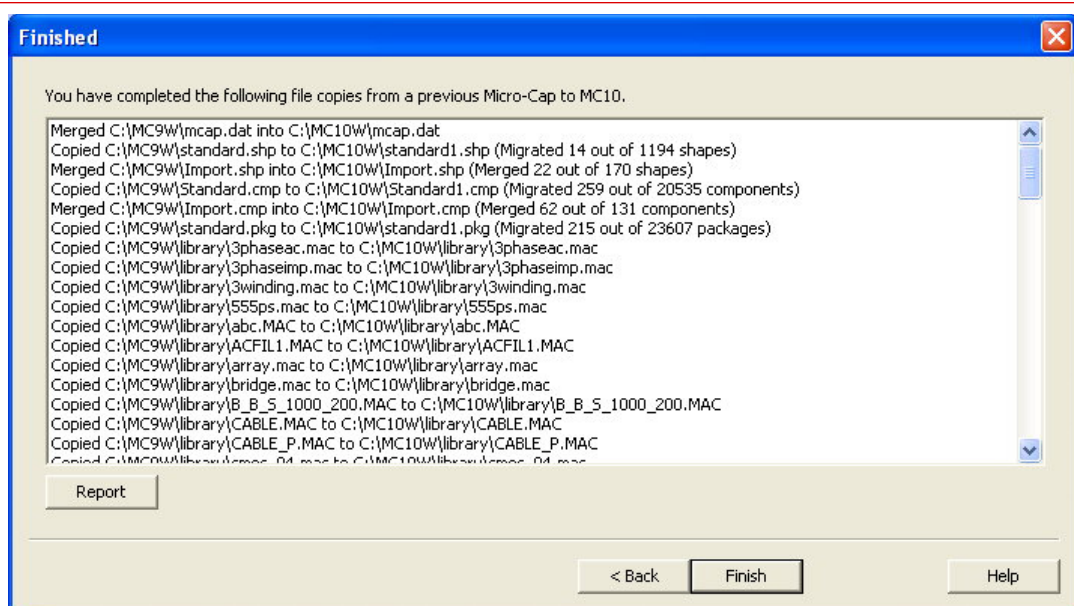 Finished
You have completed the following file copies from a previous Micro-Cap to MC10.
Merged C:\MC9W\mcap.dat into C:\MC10W\mcap.dat
Copied C:\MC9W\standard.shp to C:\MC10W\standard1.shp (Migrated 14 out of 1194 shapes)
Merged C:\MC9W\Import.shp into C:\MC10W\Import.shp (Merged 22 out of 170 shapes)
Copied C:\MC9W\Standard.cmp to C:\MC10W\Standard1.cmp (Migrated 259 out of 20535 components)
Merged C:\MC9W\Import.cmp into C:\MC10W\Import.cmp (Merged 62 out of 131 components)
Copied C:\MC9W\standard.pkg to C:\MC10W\standard1.pkg (Migrated 215 out of 23607 packages)
Copied C:\MC9W\library\3phaseac.mac to C:\MC10W\library\3phaseac.mac
Copied C:\MC9W\library\3phaseimp.mac to C:\MC10W\library\3phaseimp.mac
Copied C:\MC9W\library\3winding.mac to C:\MC10W\library\3winding.mac
Copied C:\MC9W\library\555ps.mac to C:\MC10W\library\555ps.mac
Copied C:\MC9W\library\abc.MAC to C:\MC10W\library\abc.MAC
Copied C:\MC9W\library\ACFIL1.MAC to C:\MC10W\library\ACFIL1.MAC
Copied C:\MC9W\library\array.mac to C:\MC10W\library\array.mac
Copied C:\MC9W\library\bridge.mac to C:\MC10W\library\bridge.mac
Copied C:\MC9W\library\B_B_S_1000_200.MAC to C:\MC10W\library\B_B_S_1000_200.MAC
Copied C:\MC9W\library\CABLE.MAC to C:\MC10W\library\CABLE.MAC
Copied C:\MC9W\library\CABLE_P.MAC to C:\MC10W\library\CABLE_P.MAC
Copied C:\MC9W\library\cmos_04.mac to C:\MC10W\library\cmos_04.mac
Report
< Back
Finish
Help